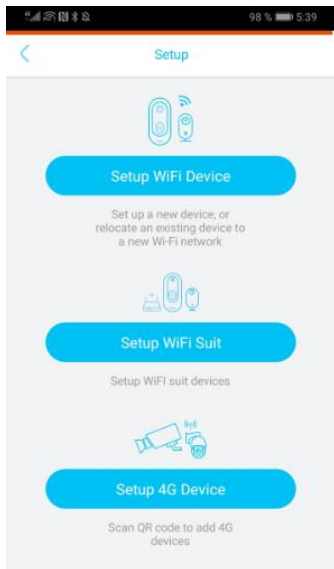 98 % 5:39
Setup
Setup WiFi Device
Set up a new device, or
relocate an existing device to
a new Wi-Fi network
Setup WiFi Suit
Setup WiFI suit devices
Setup 4G Device
Scan QR code to add 4G
devices